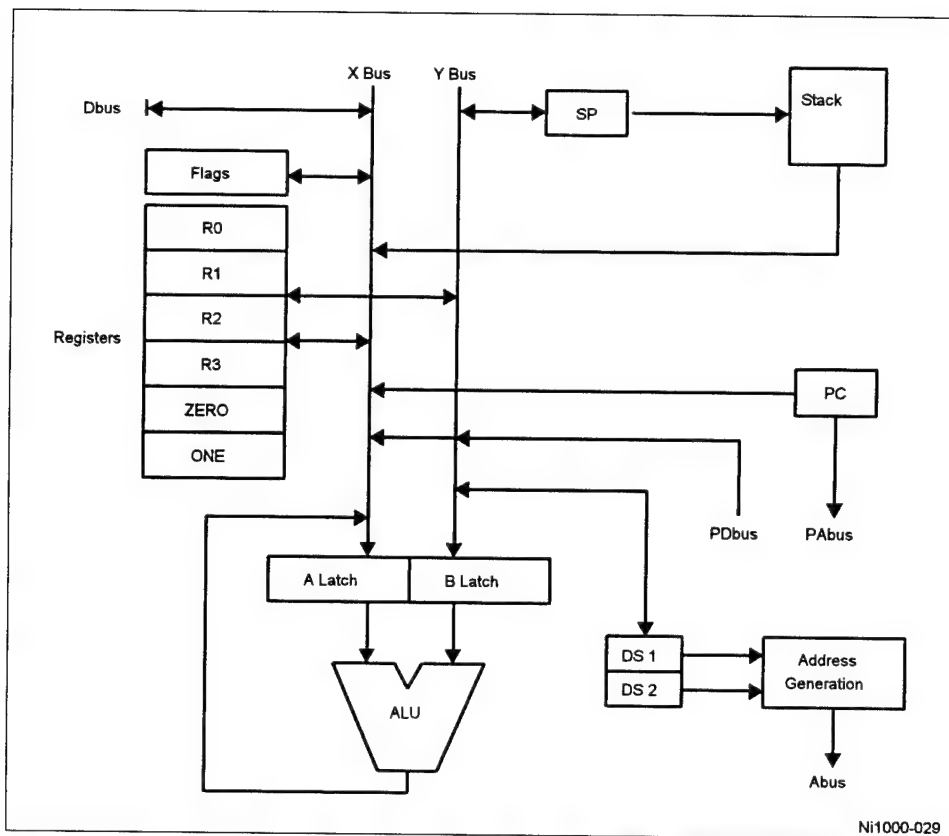 X Bus
Y Bus
Dbus
SP
Stack
Flags
R0
R1
R2
R3
ZERO
ONE
Registers
PC
PDbus
PAbus
A Latch
B Latch
ALU
DS 1
DS 2
Address
Generation
Abus
Ni1000-029